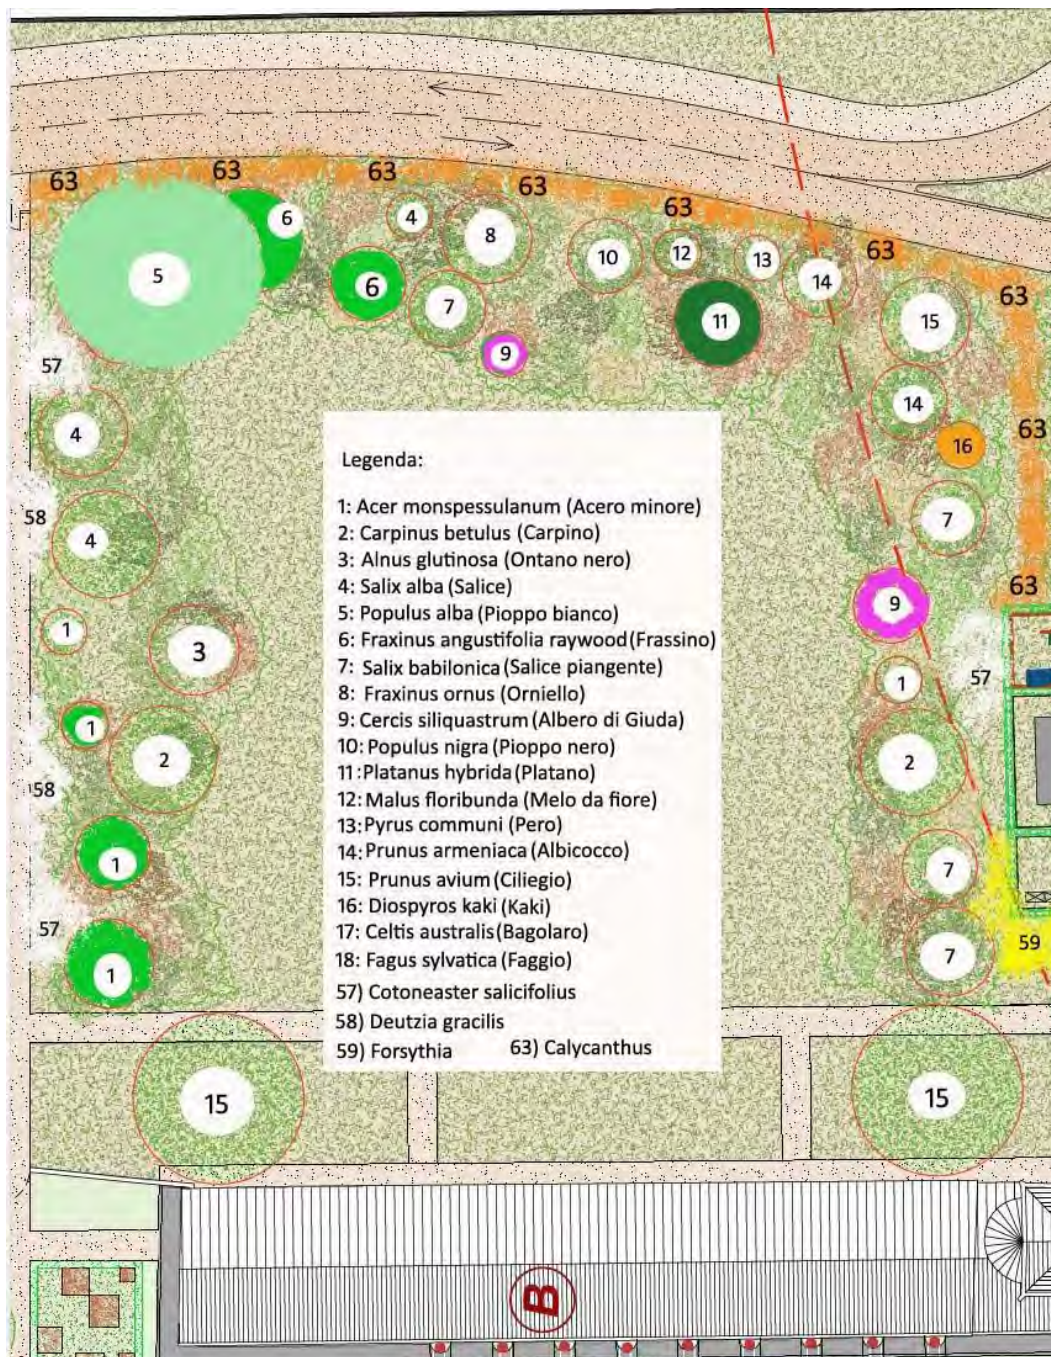 63
63
63
63
63
63
63
6
4
8
5
6
7
9
10
12
13
14
11
15
57
4
14
16
63
58
4
7
1
3
9
63
1
57
1
2
2
58
1
7
57
1
7
59
15
15
Legenda:
1: Acer monspessulanum (Acero minore)
2: Carpinus betulus (Carpino)
3: Alnus glutinosa (Ontano nero)
4: Salix alba (Salice)
5: Populus alba (Pioppo bianco)
6: Fraxinus angustifolia raywood (Frassino)
7: Salix babilonica (Salice piangente)
8: Fraxinus ornus (Orniello)
9: Cercis siliquastrum (Albero di Giuda)
10: Populus nigra (Pioppo nero)
11: Platanus hybrida (Platano)
12: Malus floribunda (Melo da fiore)
13: Pyrus communi (Pero)
14: Prunus armeniaca (Albicocco)
15: Prunus avium (Ciliegio)
16: Diospyros kaki (Kaki)
17: Celtis australis (Bagolaro)
18: Fagus sylvatica (Faggio)
57) Cotoneaster salicifolius
58) Deutzia gracilis
59) Forsythia 63) Calycanthus
B